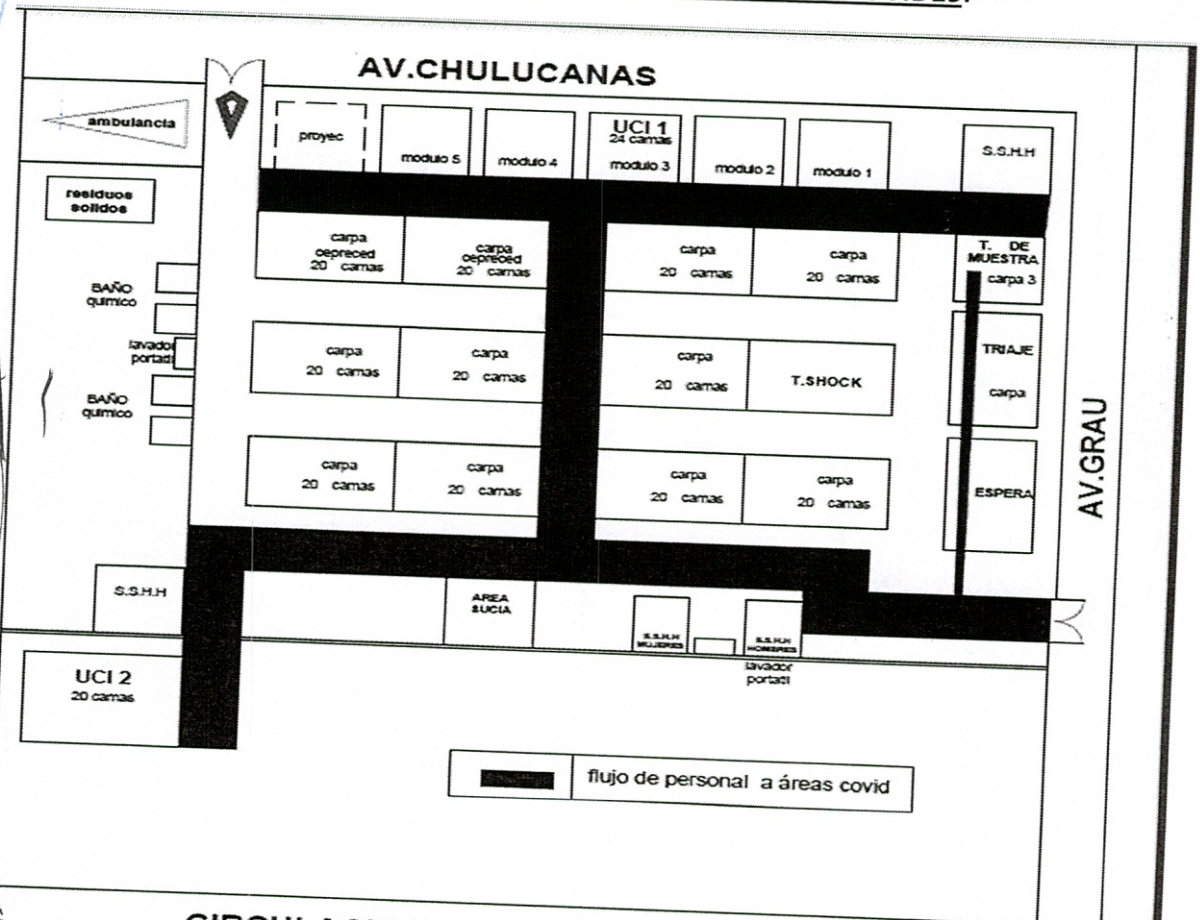 AV.CHULUCANAS
ambulancia
proyec
modulo 5
modulo 4
UCI 1
24 camas
modulo 3
modulo 2
modulo 1
S.S.H.H
residuos
solidos
carpa
cepreced
20 camas
carpa
cepreced
20 camas
carpa
20 camas
carpa
20 camas
T. DE
MUESTRA
carpa 3
BAÑO
quimico
lavador
portati
BAÑO
quimico
carpa
20 camas
carpa
20 camas
carpa
20 camas
T.SHOCK
TRIAJE
carpa
AV.GRAU
carpa
20 camas
carpa
20 camas
carpa
20 camas
carpa
20 camas
ESPERA
S.S.H.H
AREA
SUCIA
S.S.H.H
MUJERES
S.S.H.H
HOMBRES
lavador
portatil
UCI 2
20 camas
flujo de personal a áreas covid